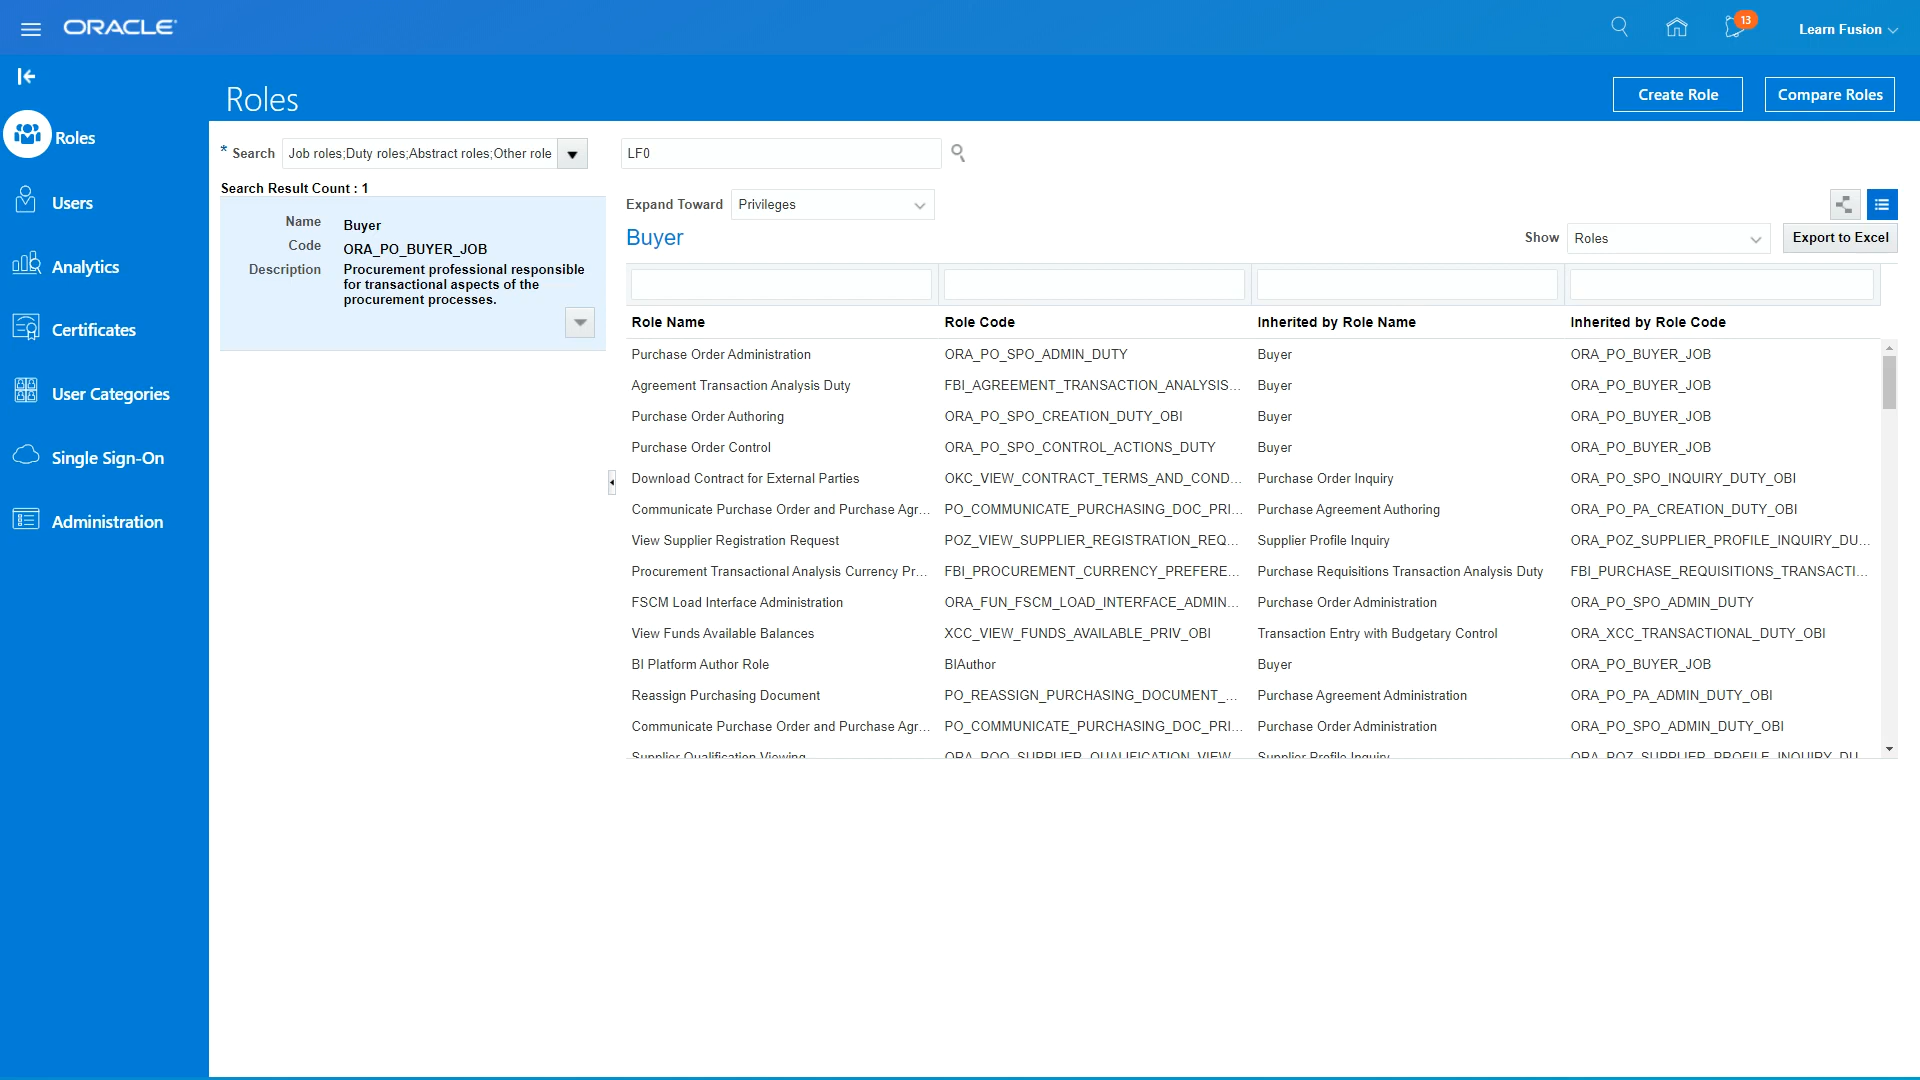 ORACLE
13
Learn Fusion
Roles
Create Role
Compare Roles
Roles
Users
Analytics
Certificates
User Categories
Single Sign-On
Administration
* Search Job roles;Duty roles;Abstract roles;Other role
LF0
Search Result Count : 1
Name Buyer
Code ORA_PO_BUYER_JOB
Description Procurement professional responsible
for transactional aspects of the
procurement processes.
Expand Toward Privileges
Buyer
Show Roles
Export to Excel
Role Name Role Code Inherited by Role Name Inherited by Role Code
Purchase Order Administration ORA_PO_SPO_ADMIN_DUTY Buyer ORA_PO_BUYER_JOB
Agreement Transaction Analysis Duty FBI_AGREEMENT_TRANSACTION_ANALYSIS... Buyer ORA_PO_BUYER_JOB
Purchase Order Authoring ORA_PO_SPO_CREATION_DUTY_OBI Buyer ORA_PO_BUYER_JOB
Purchase Order Control ORA_PO_SPO_CONTROL_ACTIONS_DUTY Buyer ORA_PO_BUYER_JOB
Download Contract for External Parties OKC_VIEW_CONTRACT_TERMS_AND_COND... Purchase Order Inquiry ORA_PO_SPO_INQUIRY_DUTY_OBI
Communicate Purchase Order and Purchase Agr... PO_COMMUNICATE_PURCHASING_DOC_PRI... Purchase Agreement Authoring ORA_PO_PA_CREATION_DUTY_OBI
View Supplier Registration Request POZ_VIEW_SUPPLIER_REGISTRATION_REQ... Supplier Profile Inquiry ORA_POZ_SUPPLIER_PROFILE_INQUIRY_DU...
Procurement Transactional Analysis Currency Pr... FBI_PROCUREMENT_CURRENCY_PREFERE... Purchase Requisitions Transaction Analysis Duty FBI_PURCHASE_REQUISITIONS_TRANSACTI...
FSCM Load Interface Administration ORA_FUN_FSCM_LOAD_INTERFACE_ADMIN... Purchase Order Administration ORA_PO_SPO_ADMIN_DUTY
View Funds Available Balances XCC_VIEW_FUNDS_AVAILABLE_PRIV_OBI Transaction Entry with Budgetary Control ORA_XCC_TRANSACTIONAL_DUTY_OBI
BI Platform Author Role BIAuthor Buyer ORA_PO_BUYER_JOB
Reassign Purchasing Document PO_REASSIGN_PURCHASING_DOCUMENT_... Purchase Agreement Administration ORA_PO_PA_ADMIN_DUTY_OBI
Communicate Purchase Order and Purchase Agr... PO_COMMUNICATE_PURCHASING_DOC_PRI... Purchase Order Administration ORA_PO_SPO_ADMIN_DUTY_OBI
Supplier Qualification Viewing ORA_POQ_SUPPLIER_QUALIFICATION_VIEW... Supplier Profile Inquiry ORA_POZ_SUPPLIER_PROFILE_INQUIRY_DU...